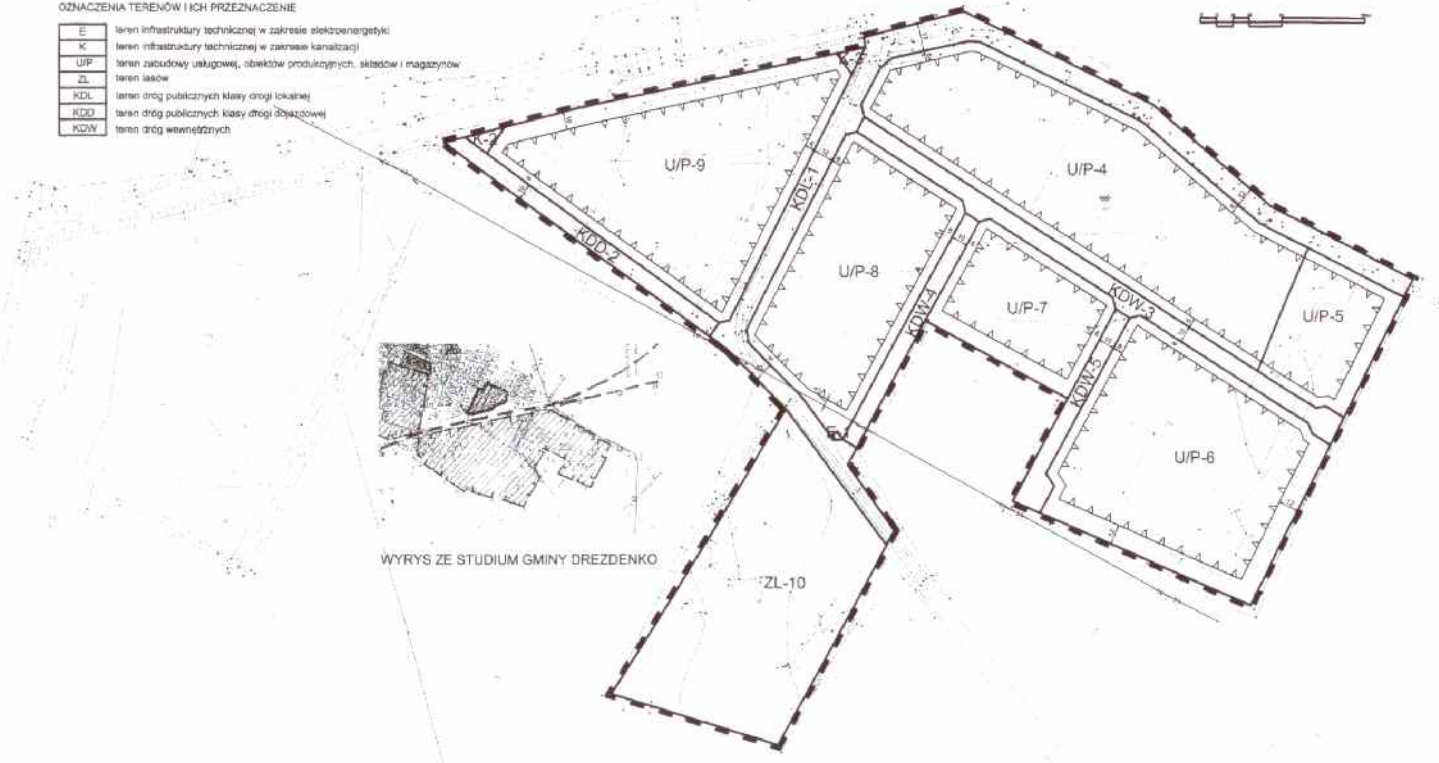 OZNACZENIA TERENÓW I ICH PRZEZNACZENIE
E teren infrastruktury technicznej w zakresie elektroenergetyki
K teren infrastruktury technicznej w zakresie kanalizacji
U/P teren zabudowy usługowej, obiektów produkcyjnych, składów i magazynów
ZL teren lasów
KDL teren dróg publicznych klasy drogi lokalnej
KDD teren dróg publicznych klasy drogi dojazdowej
KDW teren dróg wewnętrznych
U/P-9
U/P-4
KDL-1
KDD-2
U/P-8
KDW-4
U/P-7
KDW-3
U/P-5
KDW-5
U/P-6
WYRYS ZE STUDIUM GMINY DREZDENKO
ZL-10